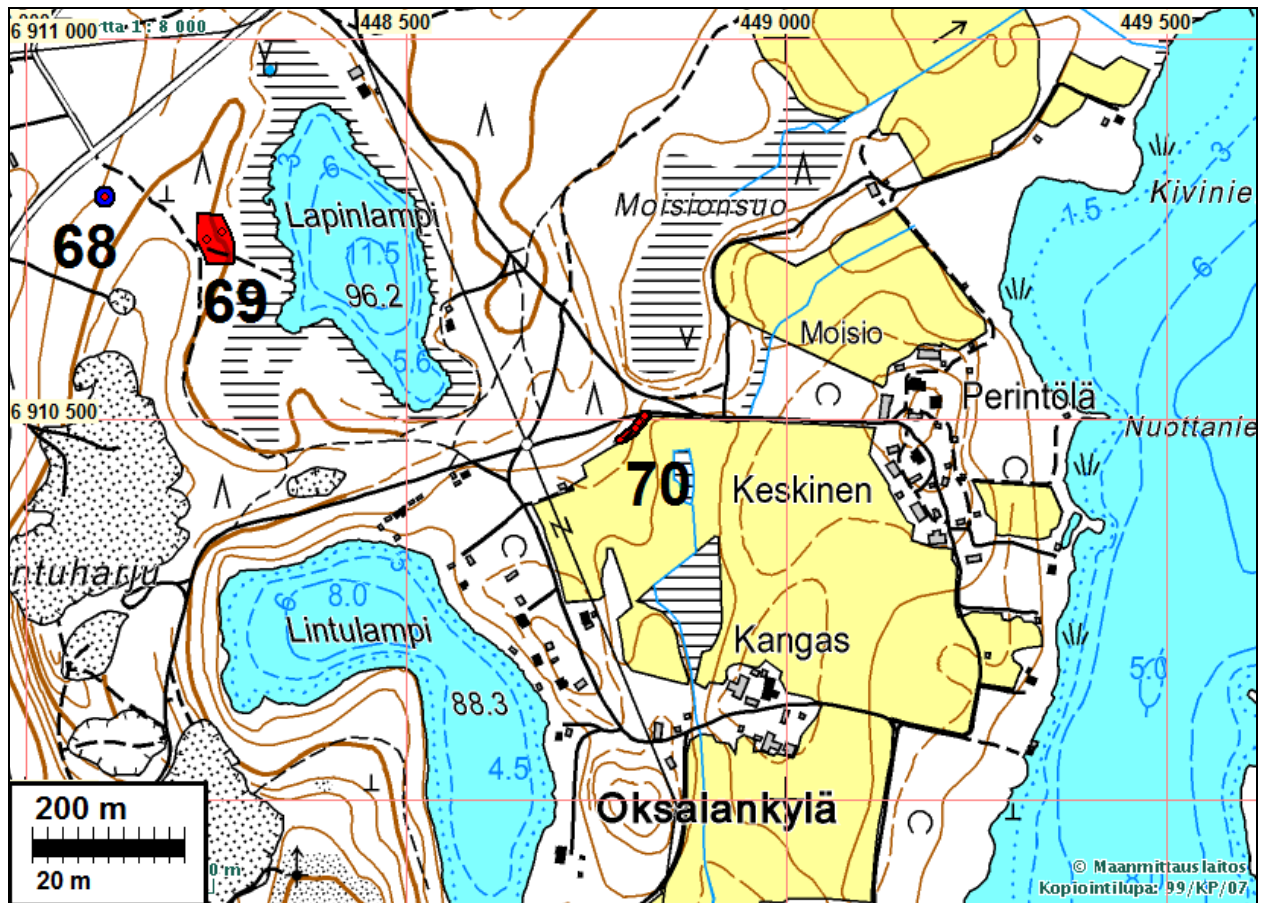 6 911 000
tta 1 : 8 000
448 500
449 000
449 500
3
6
3
Lapinlampi
Moisionsuo
Kivinie
1.5
68
11.5
6
69
96.2
Moisio
5.6
Perintölä
6 910 500
Nuottanie
70
Keskinen
ntuharju
3
6
8.0
Lintulampi
Kangas
5.0
88.3
4.5
200 m
Oksalankylä
20 m
0 m
© Maanmittauslaitos
Kopiointilupa: 99/KP/07